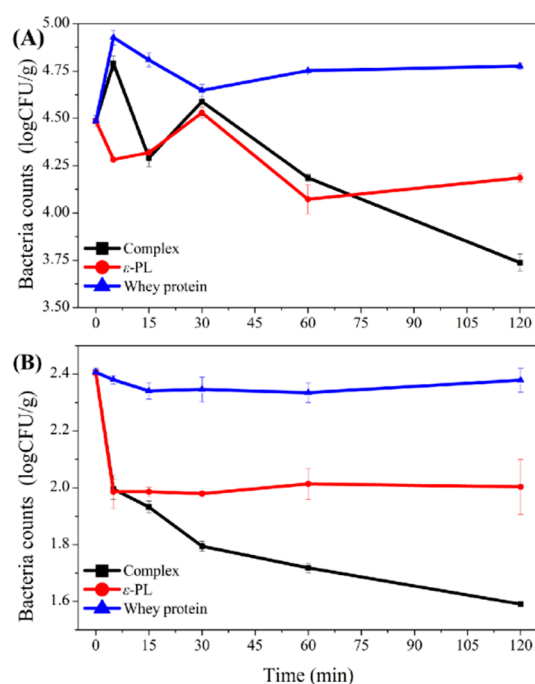 (A)
Bacteria counts (logCFU/g)
5.00
4.75
4.50
4.25
4.00
3.75
3.50
Complex
ε-PL
Whey protein
0 15 30 45 60 75 90 105 120
(B)
Bacteria counts (logCFU/g)
2.4
2.2
2.0
1.8
1.6
Complex
ε-PL
Whey protein
0 15 30 45 60 75 90 105 120
Time (min)